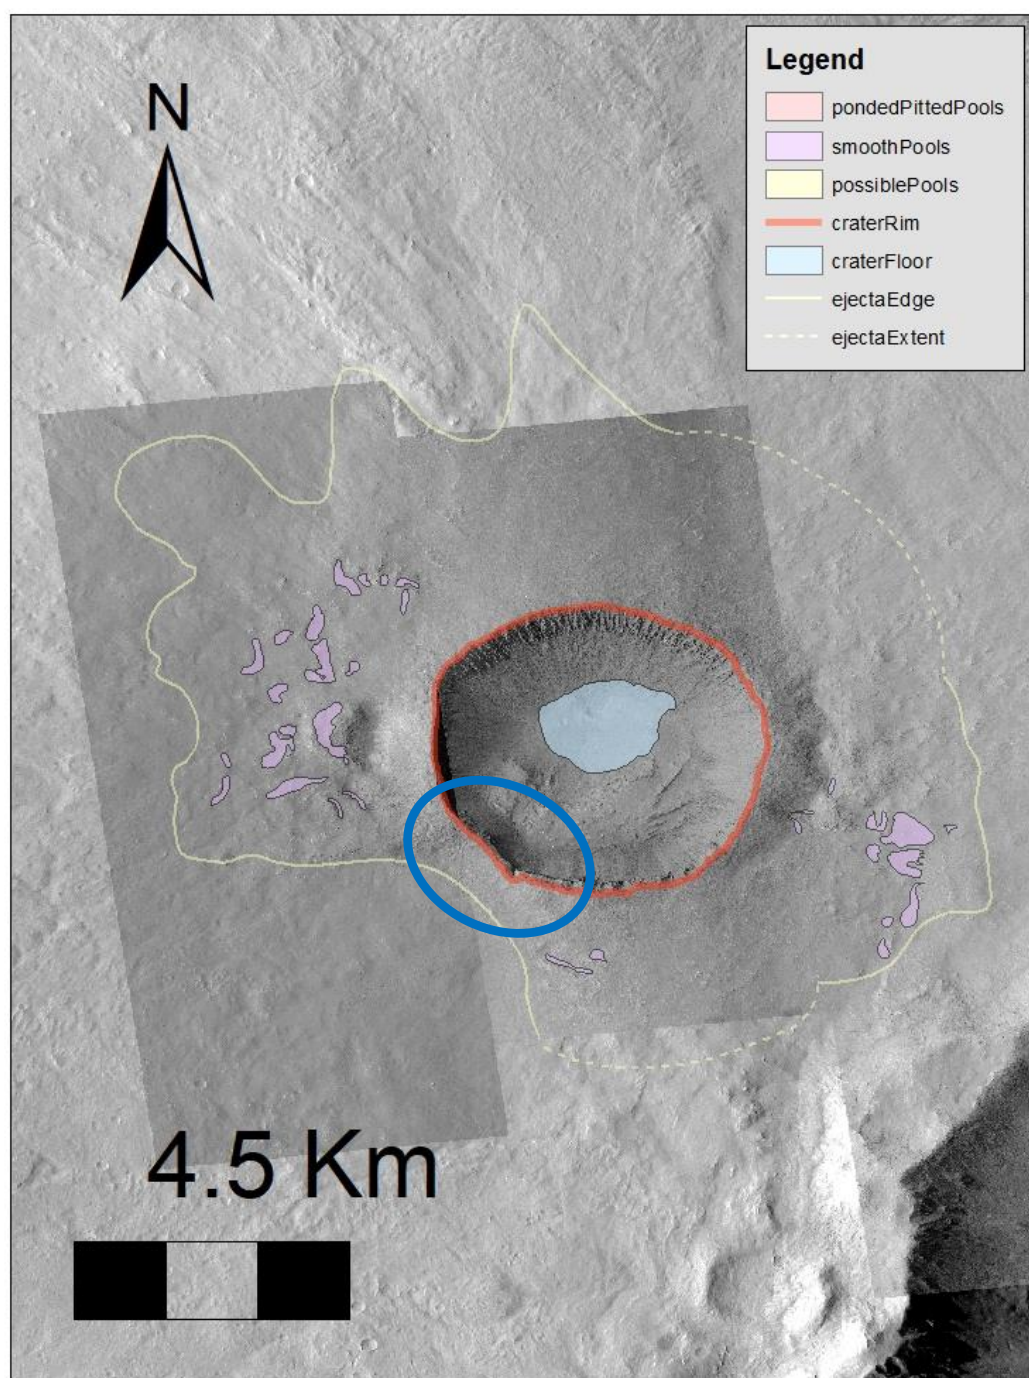 N
Legend
pondedPittedPools
smoothPools
possiblePools
craterRim
craterFloor
ejectaEdge
ejectaExtent
4.5 Km